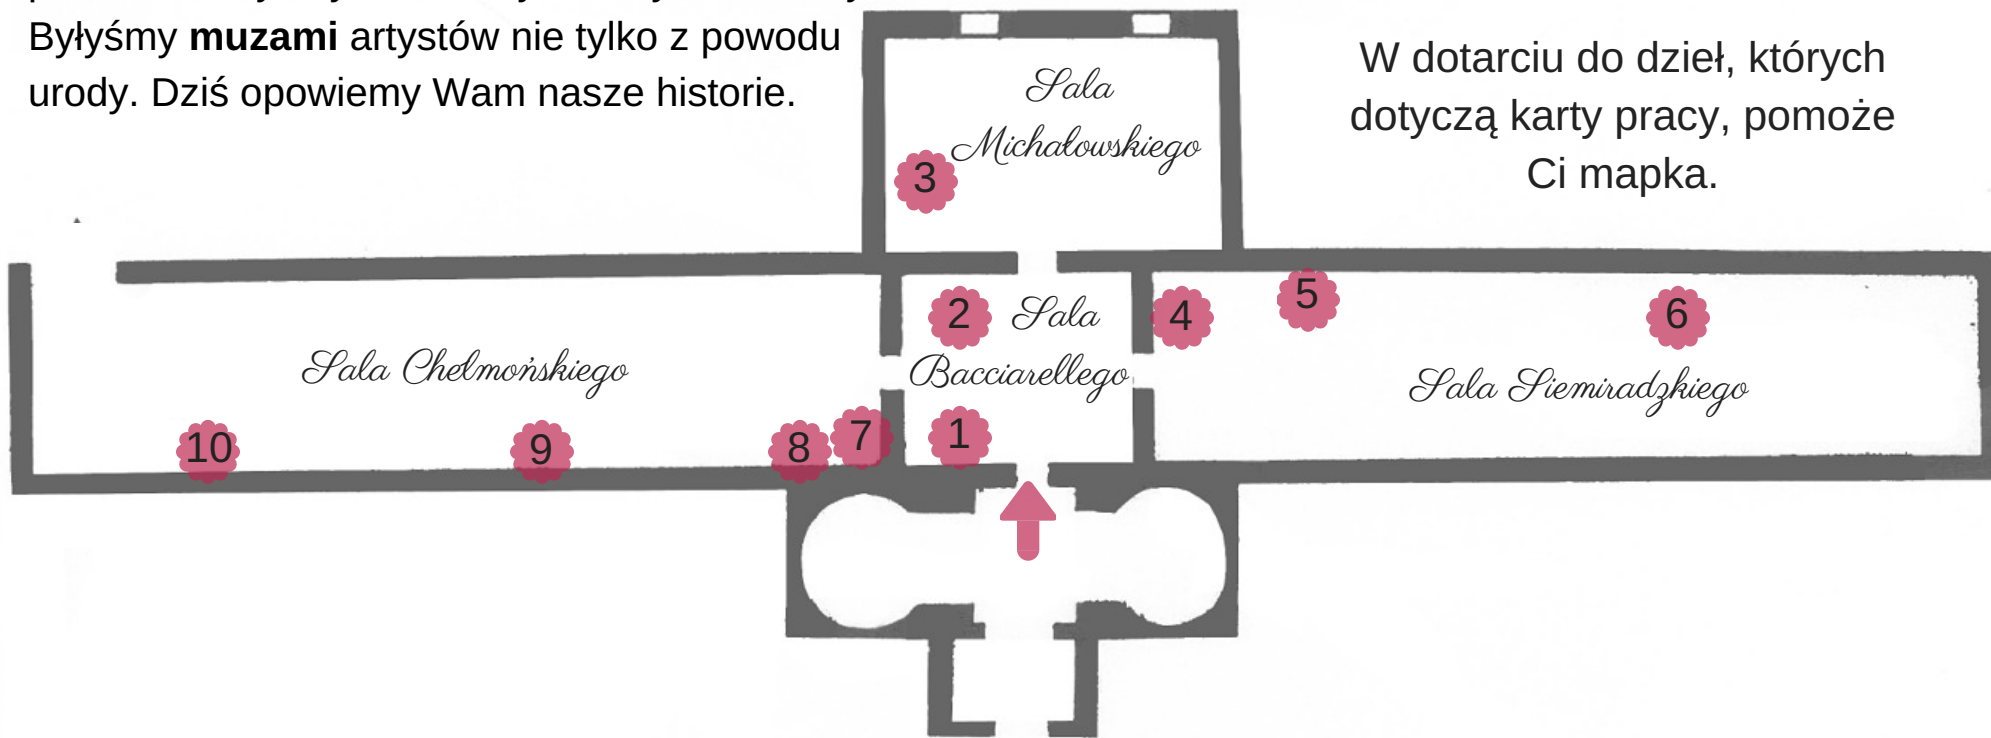 Byłyśmy muzami artystów nie tylko z powodu
urody. Dziś opowiemy Wam nasze historie.
W dotarciu do dzieł, których
dotyczą karty pracy, pomoże
Ci mapka.
Sala
Michałowskiego
3
2
Sala
Bacciarellego
1
4
5
6
Sala Siemiradzkiego
Sala Chełmońskiego
10
9
8
7